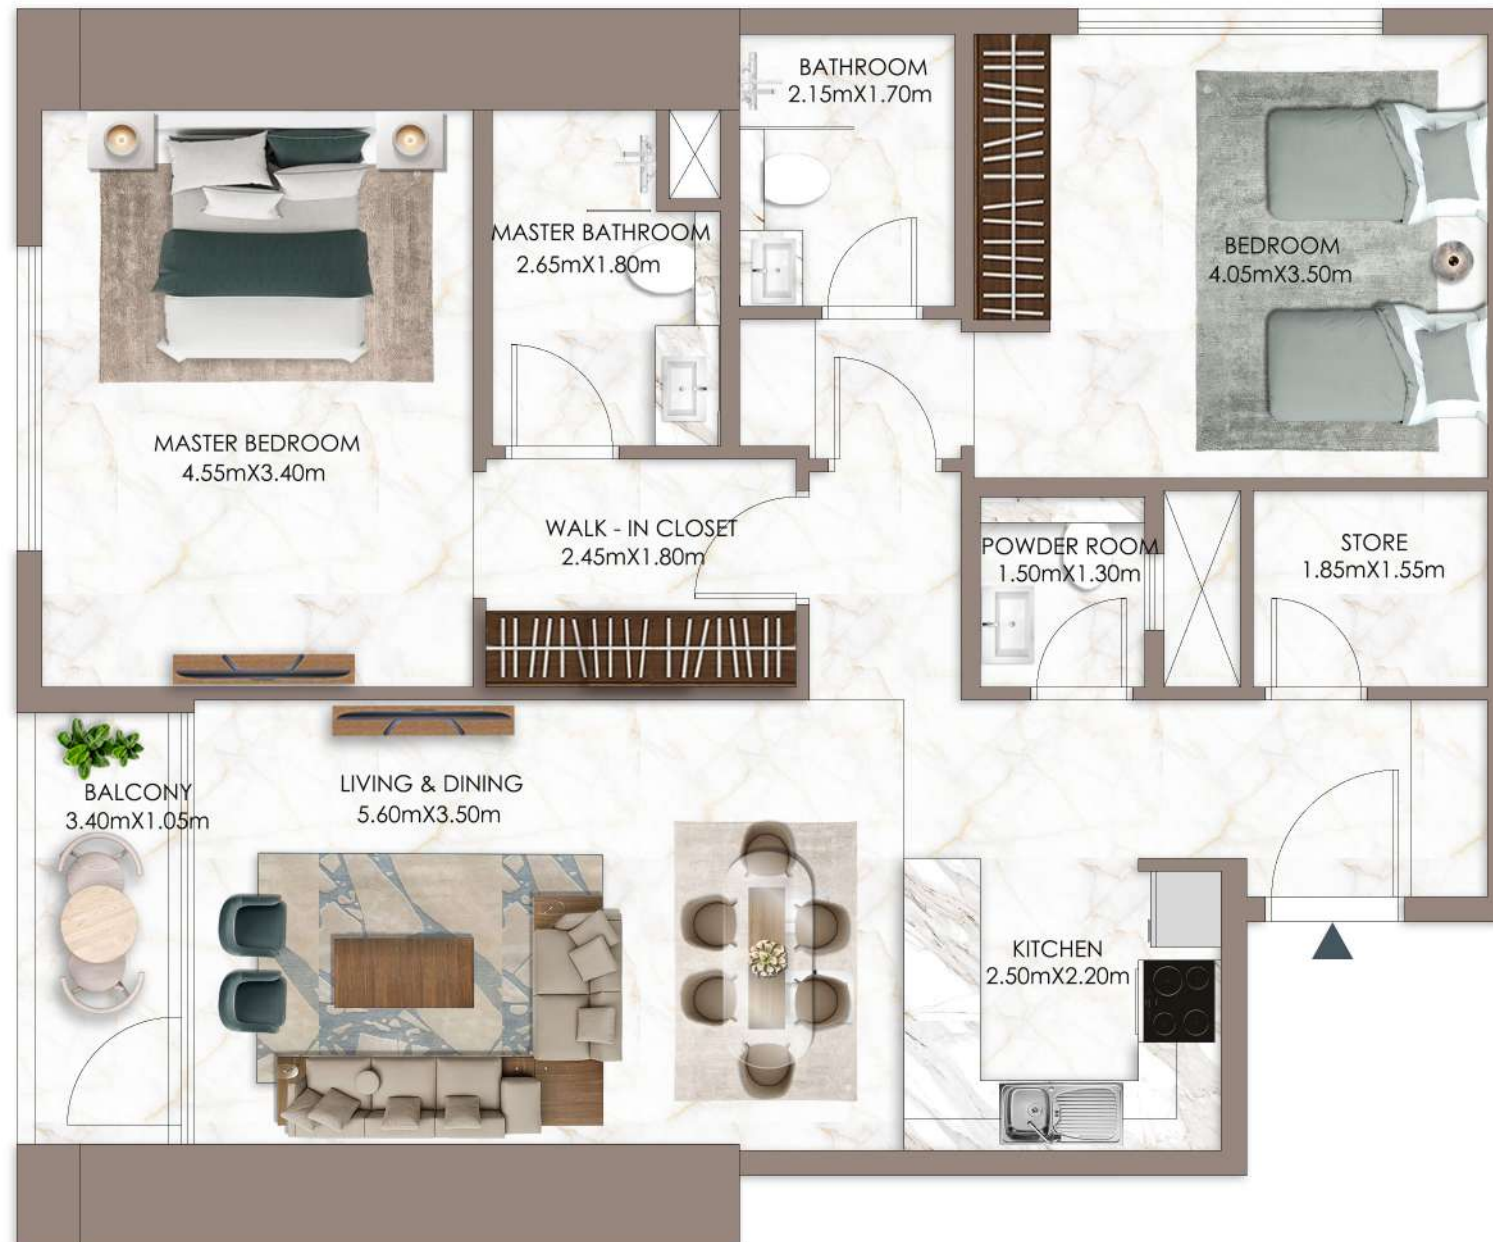 BATHROOM
2.15mX1.70m
MASTER BATHROOM
2.65mX1.80m
BEDROOM
4.05mX3.50m
MASTER BEDROOM
4.55mX3.40m
WALK - IN CLOSET
2.45mX1.80m
POWDER ROOM
1.50mX1.30m
STORE
1.85mX1.55m
BALCONY
3.40mX1.05m
LIVING & DINING
5.60mX3.50m
KITCHEN
2.50mX2.20m